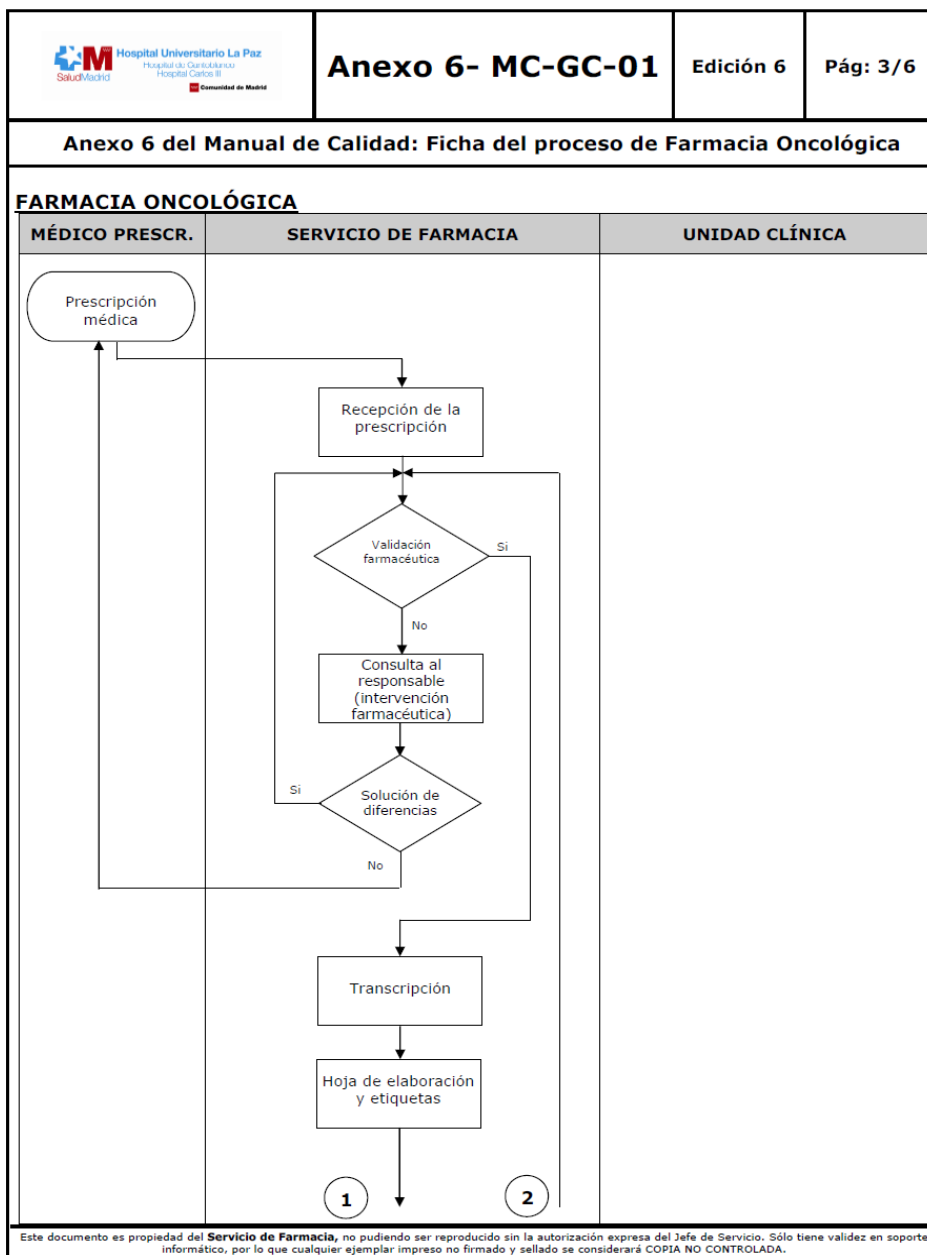 Hospital Universitario La Paz
Hospital de Cantoblanco
Hospital Carlos III
SaludMadrid
Comunidad de Madrid
Anexo 6- MC-GC-01
Edición 6
Pág: 3/6
Anexo 6 del Manual de Calidad: Ficha del proceso de Farmacia Oncológica
FARMACIA ONCOLÓGICA
MÉDICO PRESCR.
SERVICIO DE FARMACIA
UNIDAD CLÍNICA
Prescripción
médica
Recepción de la
prescripción
Validación
farmacéutica
Si
No
Consulta al
responsable
(intervención
farmacéutica)
Solución de
diferencias
Si
No
Transcripción
Hoja de elaboración
y etiquetas
1
2
Este documento es propiedad del Servicio de Farmacia, no pudiendo ser reproducido sin la autorización expresa del Jefe de Servicio. Sólo tiene validez en soporte
informático, por lo que cualquier ejemplar impreso no firmado y sellado se considerará COPIA NO CONTROLADA.